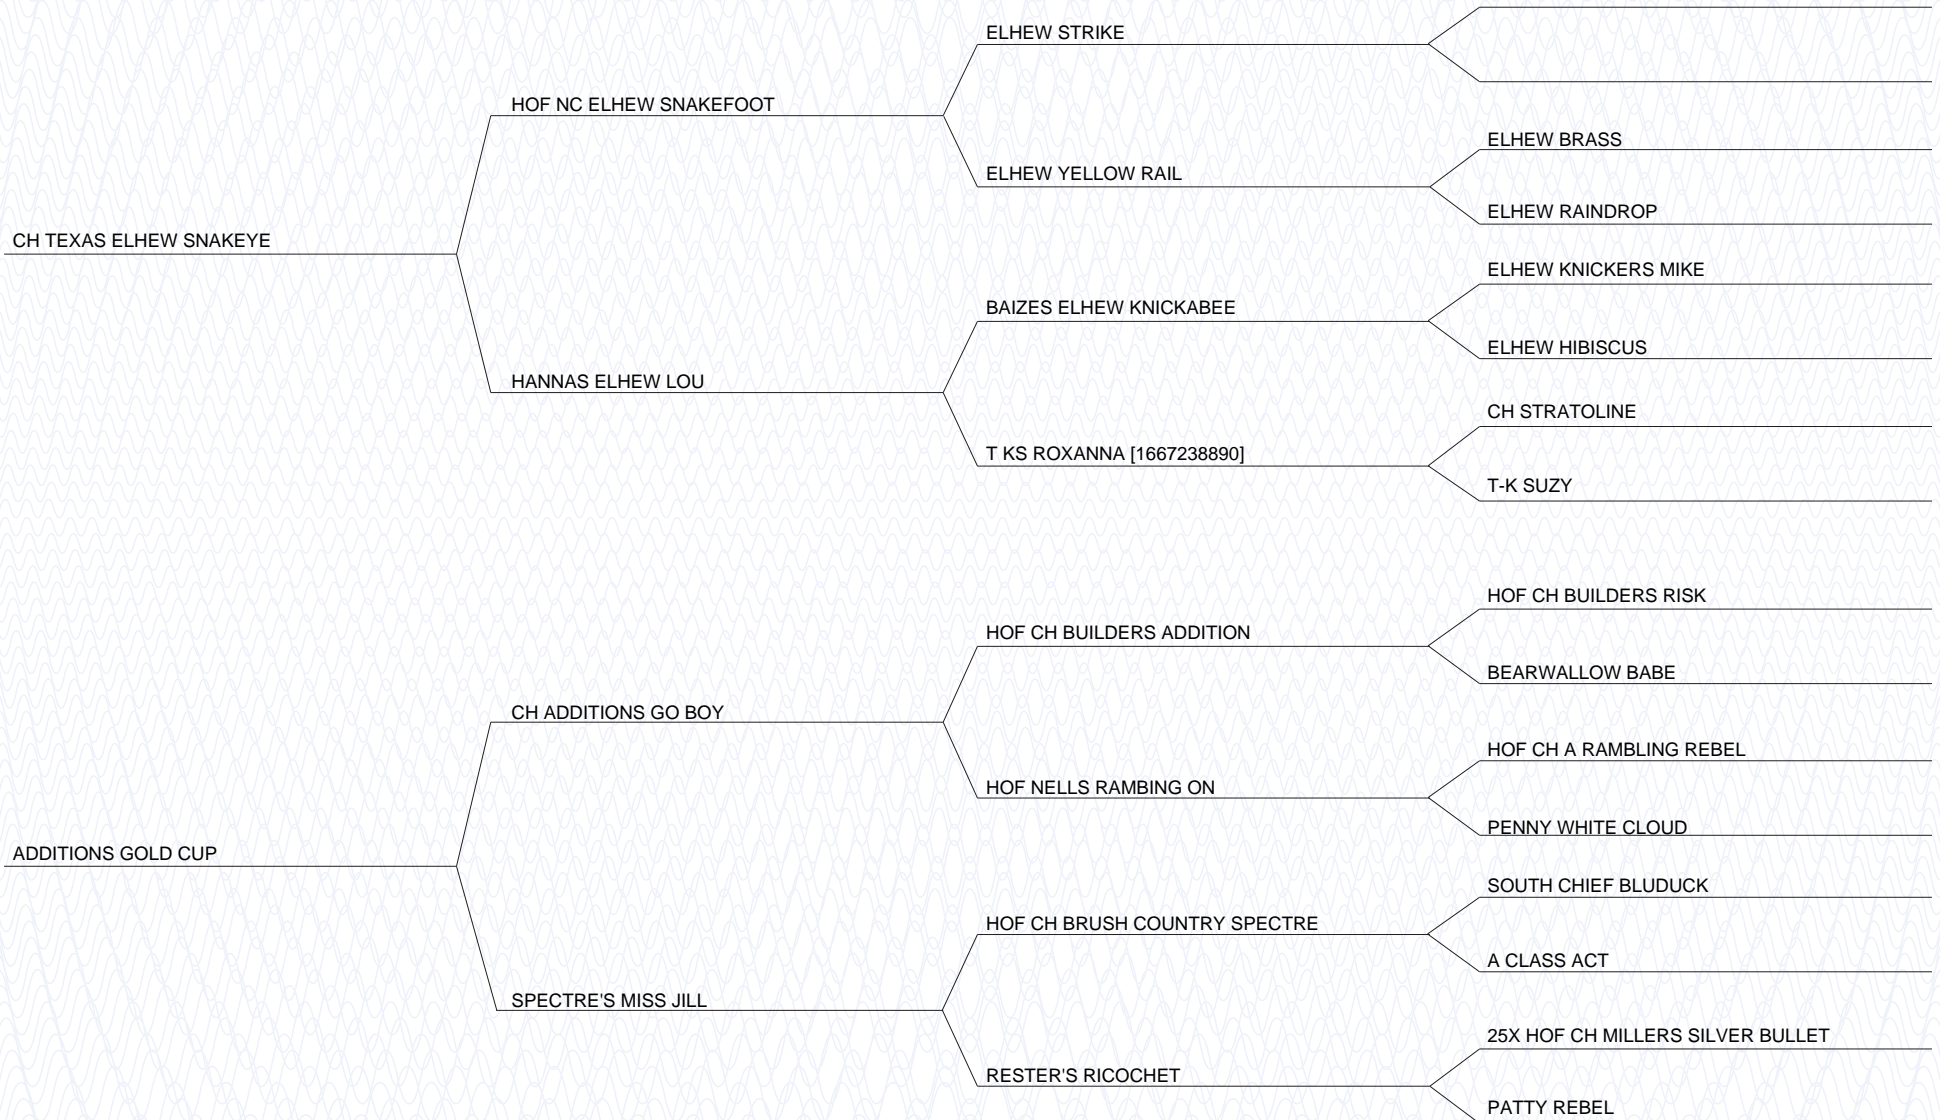 ELHEW STRIKE
HOF NC ELHEW SNAKEFOOT
ELHEW BRASS
ELHEW YELLOW RAIL
ELHEW RAINDROP
CH TEXAS ELHEW SNAKEYE
ELHEW KNICKERS MIKE
BAIZES ELHEW KNICKABEE
ELHEW HIBISCUS
HANNAS ELHEW LOU
CH STRATOLINE
T KS ROXANNA [1667238890]
T-K SUZY
HOF CH BUILDERS RISK
HOF CH BUILDERS ADDITION
BEARWALLOW BABE
CH ADDITIONS GO BOY
HOF CH A RAMBLING REBEL
HOF NELLS RAMBING ON
PENNY WHITE CLOUD
ADDITIONS GOLD CUP
SOUTH CHIEF BLUDUCK
HOF CH BRUSH COUNTRY SPECTRE
A CLASS ACT
SPECTRE'S MISS JILL
25X HOF CH MILLERS SILVER BULLET
RESTER'S RICOCHET
PATTY REBEL